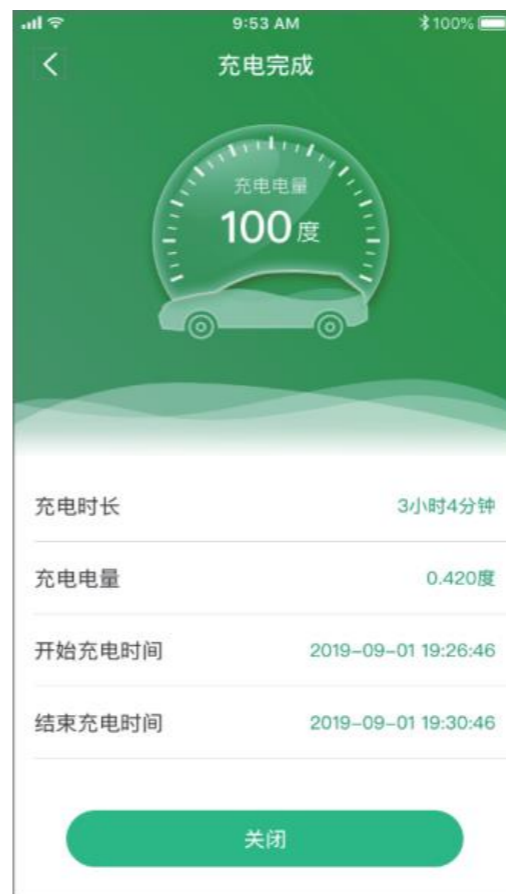 9:53 AM
100%
充电完成
充电电量
100度
充电时长
3小时4分钟
充电电量
0.420度
开始充电时间
2019-09-01 19:26:46
结束充电时间
2019-09-01 19:30:46
关闭